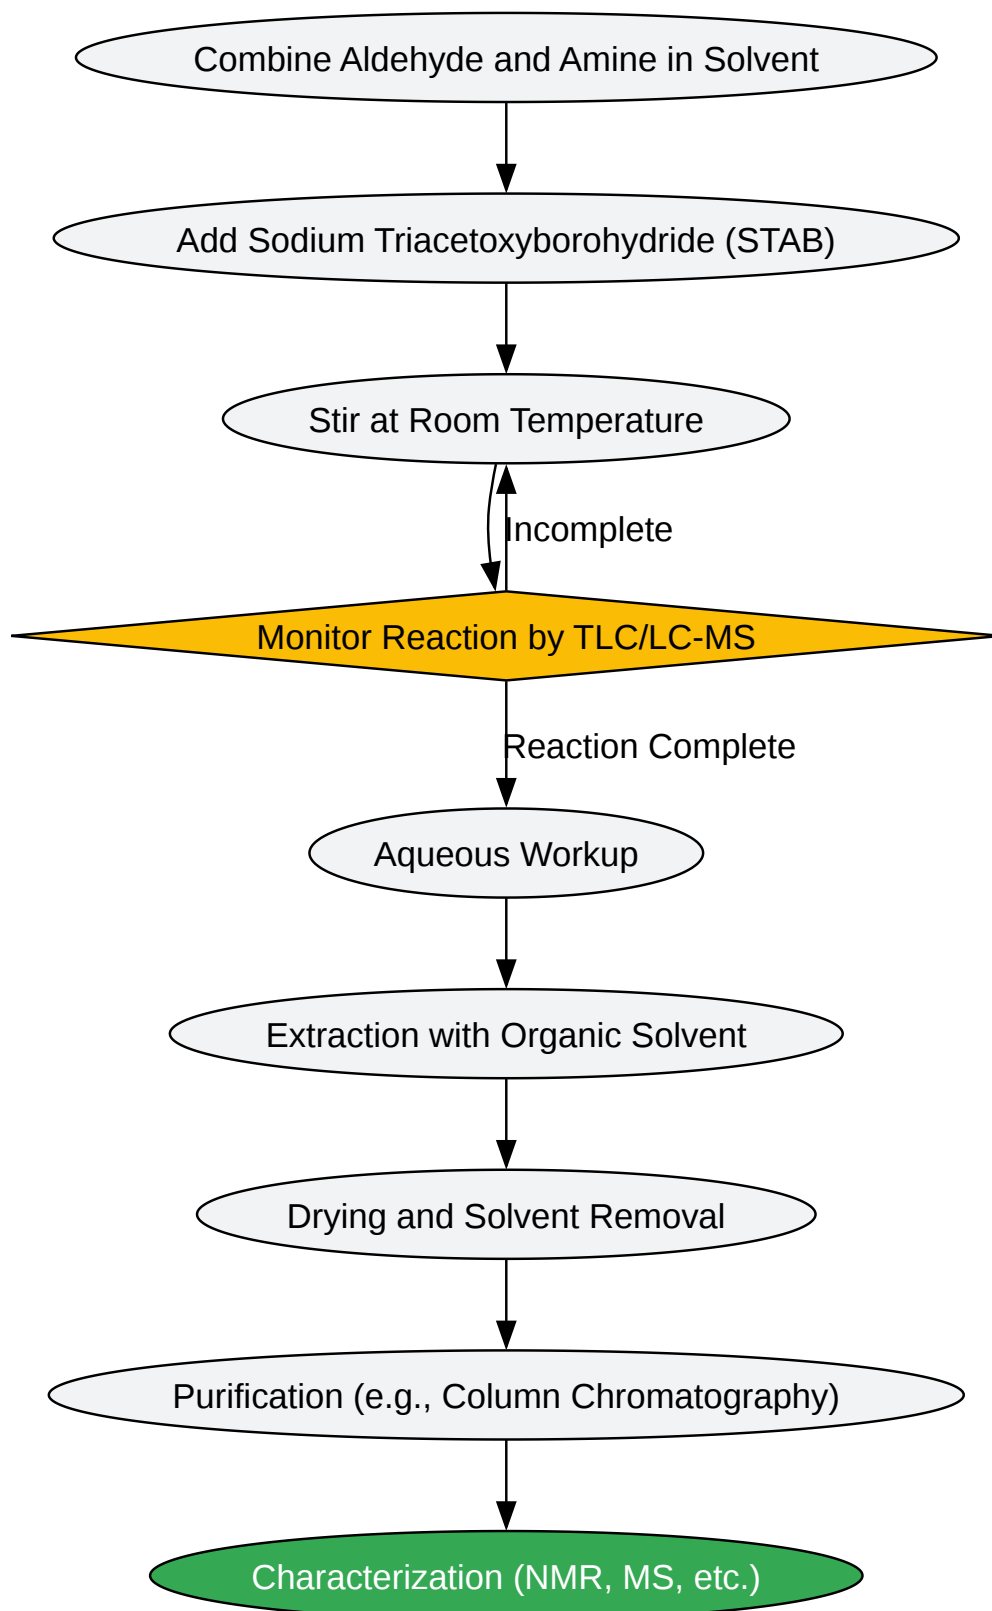 Combine Aldehyde and Amine in Solvent
Add Sodium Triacetoxyborohydride (STAB)
Stir at Room Temperature
Incomplete
Monitor Reaction by TLC/LC-MS
Reaction Complete
Aqueous Workup
Extraction with Organic Solvent
Drying and Solvent Removal
Purification (e.g., Column Chromatography)
Characterization (NMR, MS, etc.)